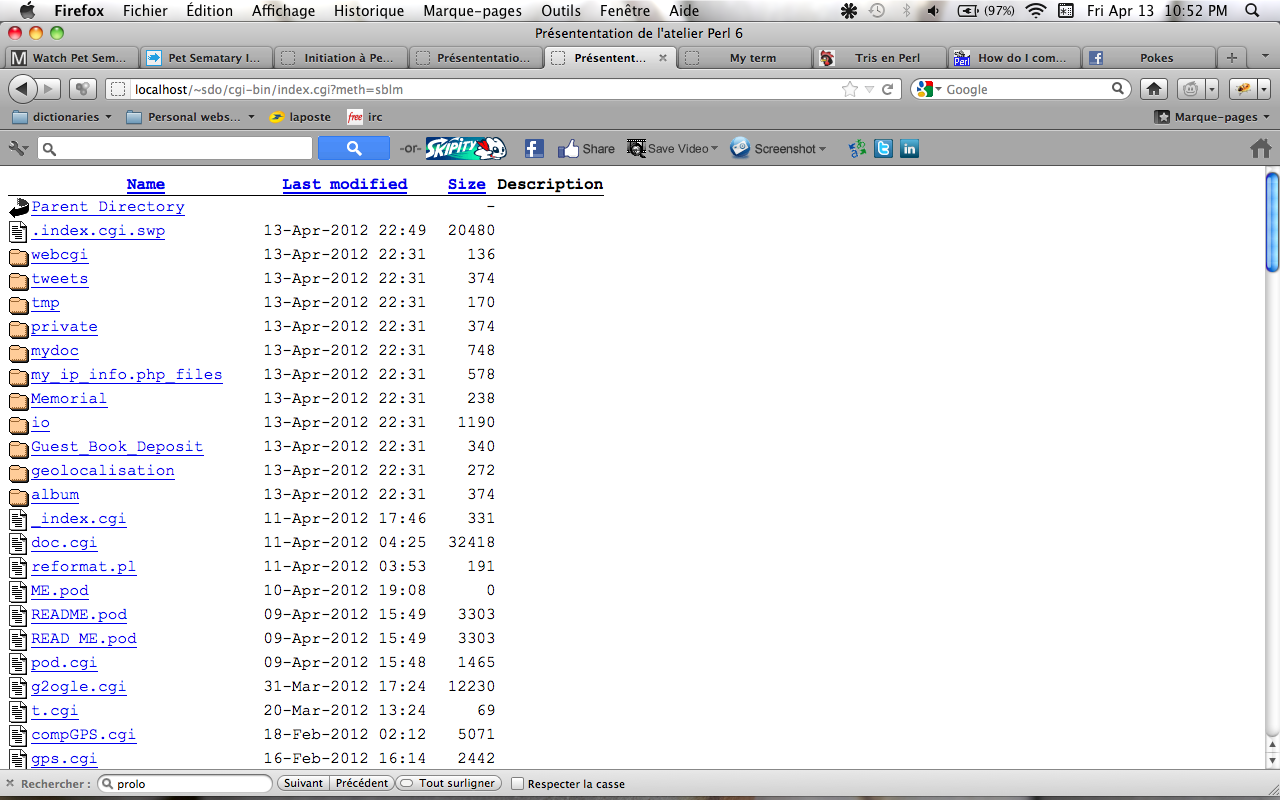 Firefox Fichier Édition Affichage Historique Marque-pages Outils Fenêtre Aide (97%) Fri Apr 13 10:52 PM
Présententation de l'atelier Perl 6
Watch Pet Sem... Pet Sematary I... Initiation à Pe... Présententatio... Présentent... My term Tris en Perl How do I com... Pokes
localhost/~sdo/cgi-bin/index.cgi?meth=sblm Google
dictionaries Personal webs... laposte free irc Marque-pages
-or- SKIPITY Share Save Video Screenshot
Name Last modified Size Description
Parent Directory -
.index.cgi.swp 13-Apr-2012 22:49 20480
webcgi 13-Apr-2012 22:31 136
tweets 13-Apr-2012 22:31 374
tmp 13-Apr-2012 22:31 170
private 13-Apr-2012 22:31 374
mydoc 13-Apr-2012 22:31 748
my_ip_info.php_files 13-Apr-2012 22:31 578
Memorial 13-Apr-2012 22:31 238
io 13-Apr-2012 22:31 1190
Guest_Book_Deposit 13-Apr-2012 22:31 340
geolocalisation 13-Apr-2012 22:31 272
album 13-Apr-2012 22:31 374
_index.cgi 11-Apr-2012 17:46 331
doc.cgi 11-Apr-2012 04:25 32418
reformat.pl 11-Apr-2012 03:53 191
ME.pod 10-Apr-2012 19:08 0
README.pod 09-Apr-2012 15:49 3303
READ ME.pod 09-Apr-2012 15:49 3303
pod.cgi 09-Apr-2012 15:48 1465
g2ogle.cgi 31-Mar-2012 17:24 12230
t.cgi 20-Mar-2012 13:24 69
compGPS.cgi 18-Feb-2012 02:12 5071
gps.cgi 16-Feb-2012 16:14 2442
Rechercher : prolo Suivant Précédent Tout surligner Respecter la casse